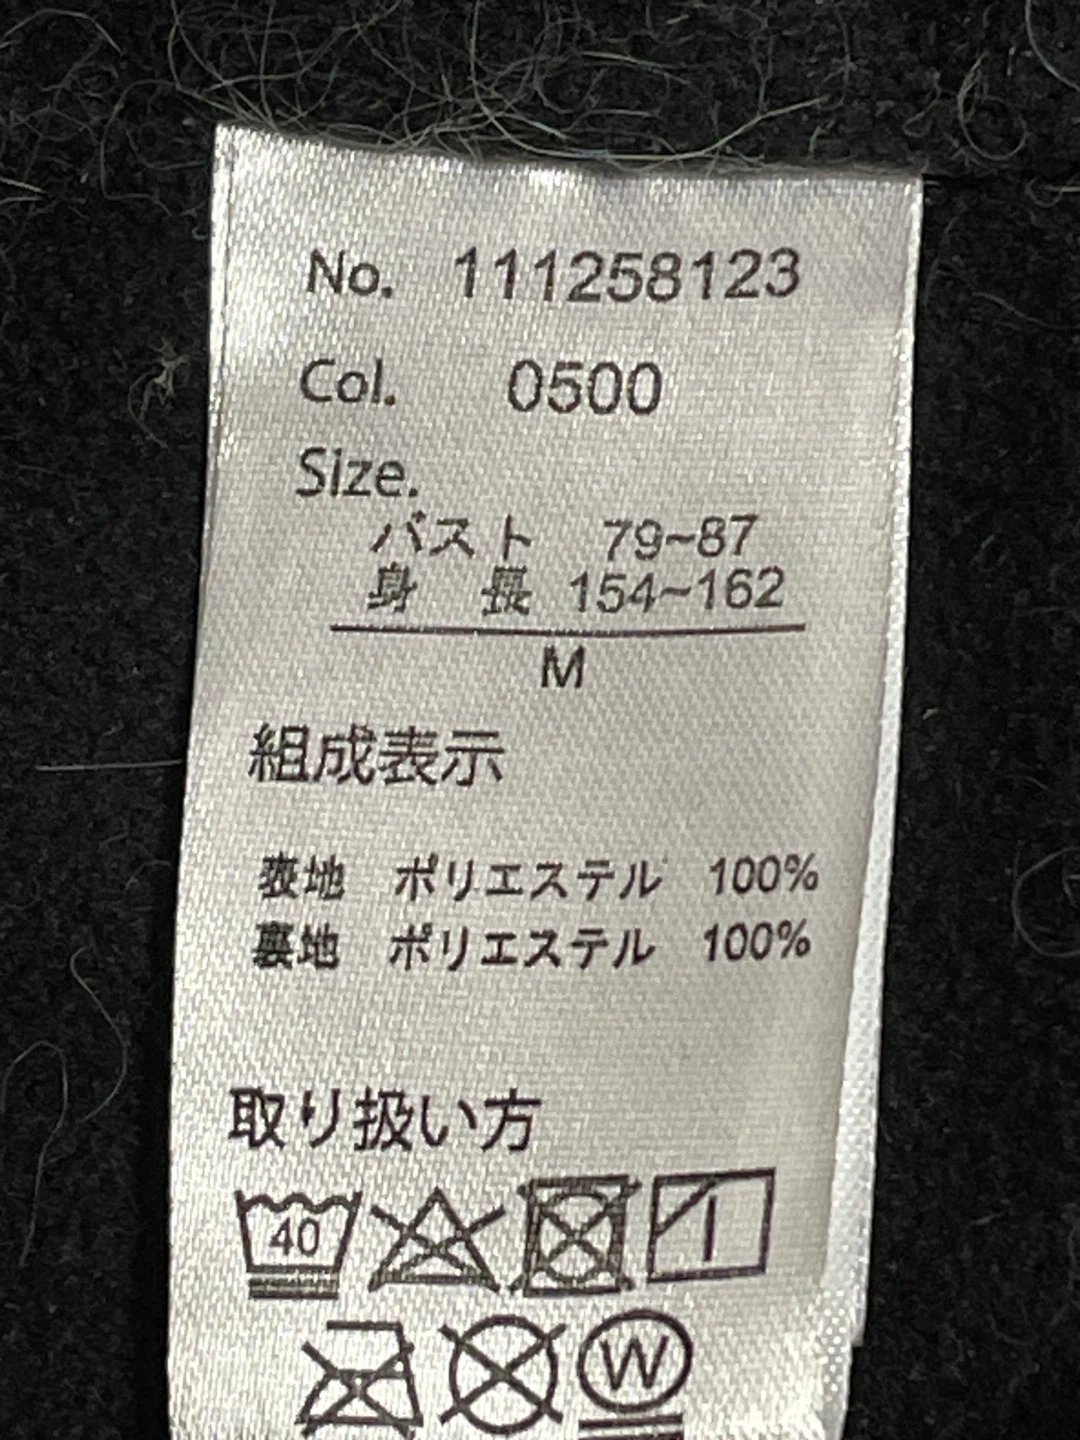 No. 111258123
Col. 0500
Size.
バスト 79~87
身 長 154~162
M
組成表示
表地 ポリエステル 100%
裏地 ポリエステル 100%
取り扱い方
40
W